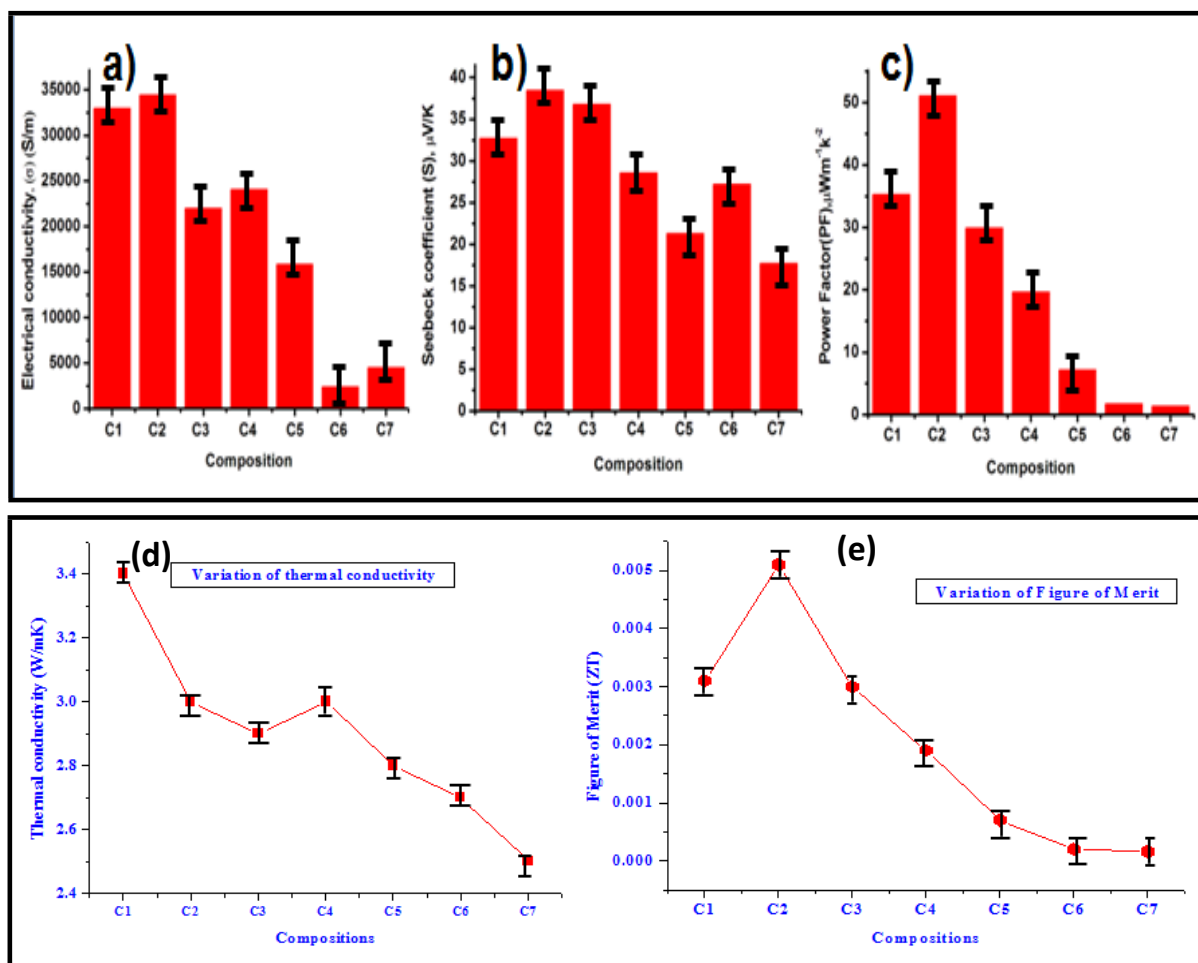 a)
Electrical conductivity, (σ) (S/m)
35000
30000
25000
20000
15000
10000
5000
0
C1 C2 C3 C4 C5 C6 C7
Composition
b)
Seebeck coefficient (S), μV/K
40
35
30
25
20
15
10
5
0
C1 C2 C3 C4 C5 C6 C7
Composition
c)
Power Factor(PF),μWm⁻¹k⁻²
50
40
30
20
10
0
C1 C2 C3 C4 C5 C6 C7
Composition
(d)
Variation of thermal conductivity
Thermal conductivity (W/mK)
3.4
3.2
3.0
2.8
2.6
2.4
C1 C2 C3 C4 C5 C6 C7
Compositions
(e)
Variation of Figure of Merit
Figure of Merit (ZT)
0.005
0.004
0.003
0.002
0.001
0.000
C1 C2 C3 C4 C5 C6 C7
Compositions